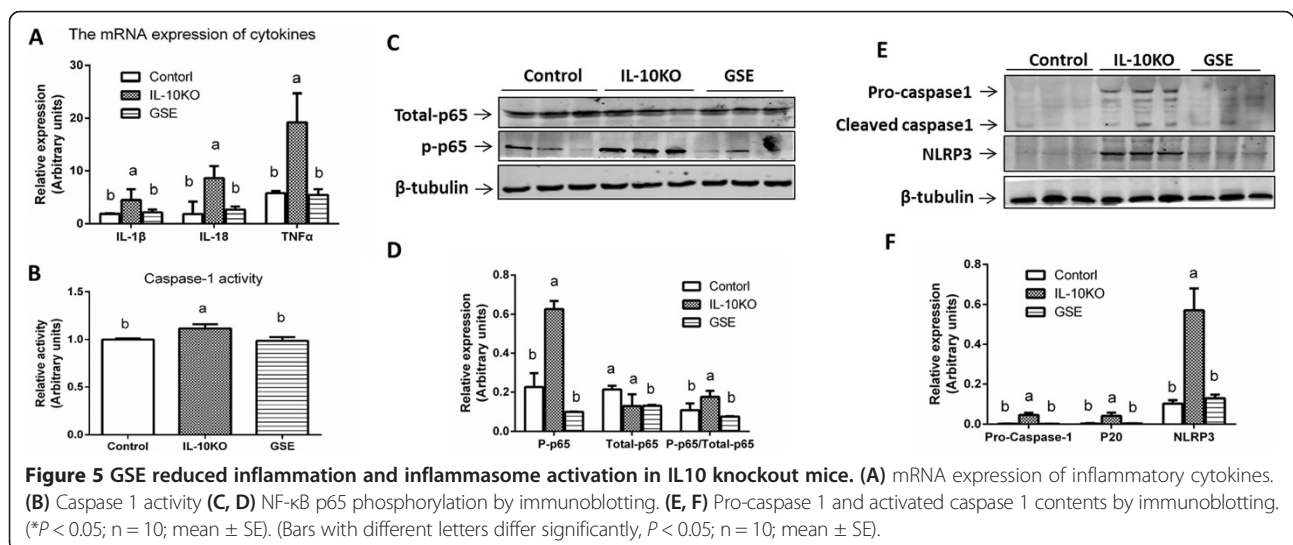 A The mRNA expression of cytokines
Relative expression
(Arbitrary units)
30
20
10
0
Contorl
IL-10KO
GSE
b a b b a b b a b
IL-1β IL-18 TNFα
B Caspase-1 activity
Relative activity
(Arbitrary units)
1.5
1.0
0.5
0.0
b a b
Control IL-10KO GSE
C
Control IL-10KO GSE
Total-p65
p-p65
β-tubulin
D
Relative expression
(Arbitrary units)
0.8
0.6
0.4
0.2
0.0
Contorl
IL-10KO
GSE
b a b a a b b a b
P-p65 Total-p65 P-p65/Total-p65
E
Control IL-10KO GSE
Pro-caspase1
Cleaved caspase1
NLRP3
β-tubulin
F
Relative expression
(Arbitrary units)
0.8
0.6
0.4
0.2
0.0
Contorl
IL-10KO
GSE
b a b b a b b a b
Pro-Caspase-1 P20 NLRP3
Figure 5 GSE reduced inflammation and inflammasome activation in IL10 knockout mice. (A) mRNA expression of inflammatory cytokines.
(B) Caspase 1 activity (C, D) NF-κB p65 phosphorylation by immunoblotting. (E, F) Pro-caspase 1 and activated caspase 1 contents by immunoblotting.
(*P < 0.05; n = 10; mean ± SE). (Bars with different letters differ significantly, P < 0.05; n = 10; mean ± SE).